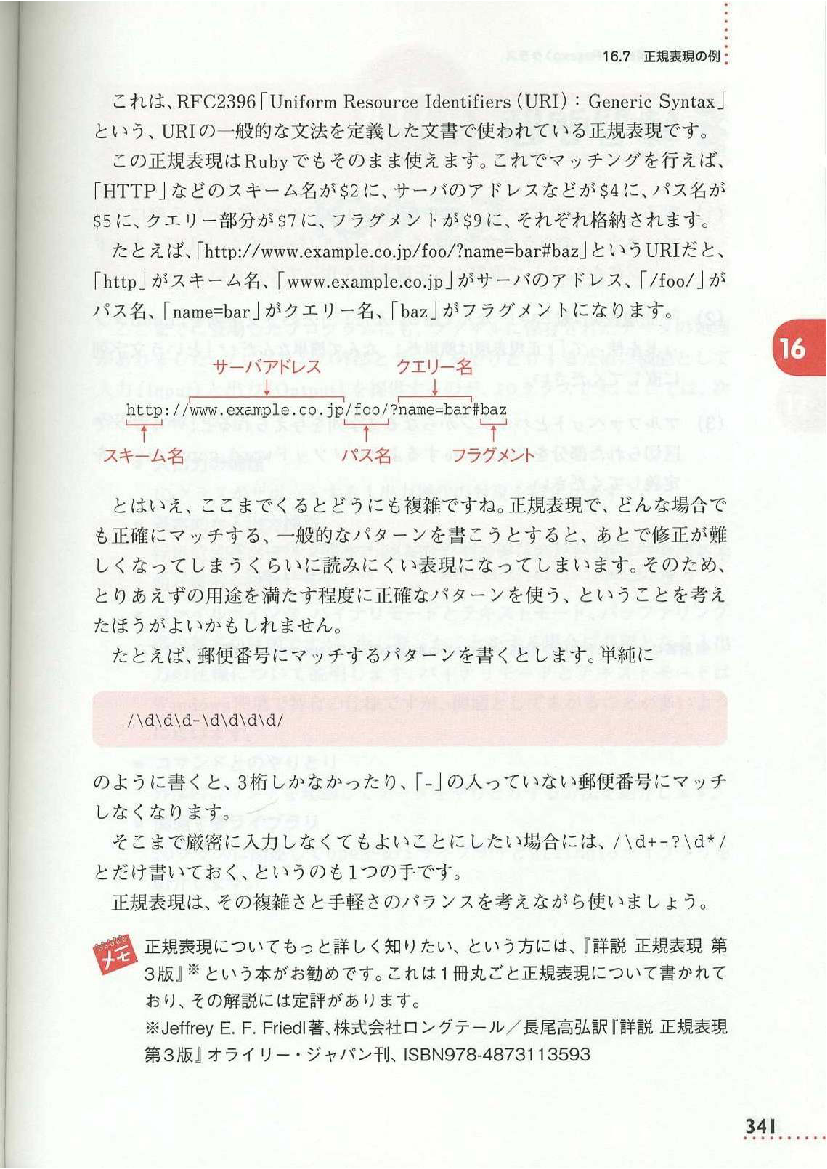 16.7 正規表現の例
これは、RFC2396「Uniform Resource Identifiers (URI)：Generic Syntax」
という、URIの一般的な文法を定義した文書で使われている正規表現です。
この正規表現はRubyでもそのまま使えます。これでマッチングを行えば、
「HTTP」などのスキーム名が$2に、サーバのアドレスなどが$4に、パス名が
$5に、クエリー部分が$7に、フラグメントが$9に、それぞれ格納されます。
たとえば、「http://www.example.co.jp/foo/?name=bar#baz」というURIだと、
「http」がスキーム名、「www.example.co.jp」がサーバのアドレス、「/foo/」が
パス名、「name=bar」がクエリー名、「baz」がフラグメントになります。
16
サーバアドレス クエリー名
http://www.example.co.jp/foo/?name=bar#baz
スキーム名 パス名 フラグメント
とはいえ、ここまでくるとどうにも複雑ですね。正規表現で、どんな場合で
も正確にマッチする、一般的なパターンを書こうとすると、あとで修正が難
しくなってしまうくらいに読みにくい表現になってしまいます。そのため、
とりあえずの用途を満たす程度に正確なパターンを使う、ということを考え
たほうがよいかもしれません。
たとえば、郵便番号にマッチするパターンを書くとします。単純に
/\d\d\d-\d\d\d\d/
のように書くと、3桁しかなかったり、「-」の入っていない郵便番号にマッチ
しなくなります。
そこまで厳密に入力しなくてもよいことにしたい場合には、/\d+-?\d*/
とだけ書いておく、というのも1つの手です。
正規表現は、その複雑さと手軽さのバランスを考えながら使いましょう。
メモ 正規表現についてもっと詳しく知りたい、という方には、『詳説 正規表現 第
3版』※という本がお勧めです。これは1冊丸ごと正規表現について書かれて
おり、その解説には定評があります。
※Jeffrey E. F. Friedl著、株式会社ロングテール／長尾高弘訳『詳説 正規表現
第3版』オライリー・ジャパン刊、ISBN978-4873113593
341